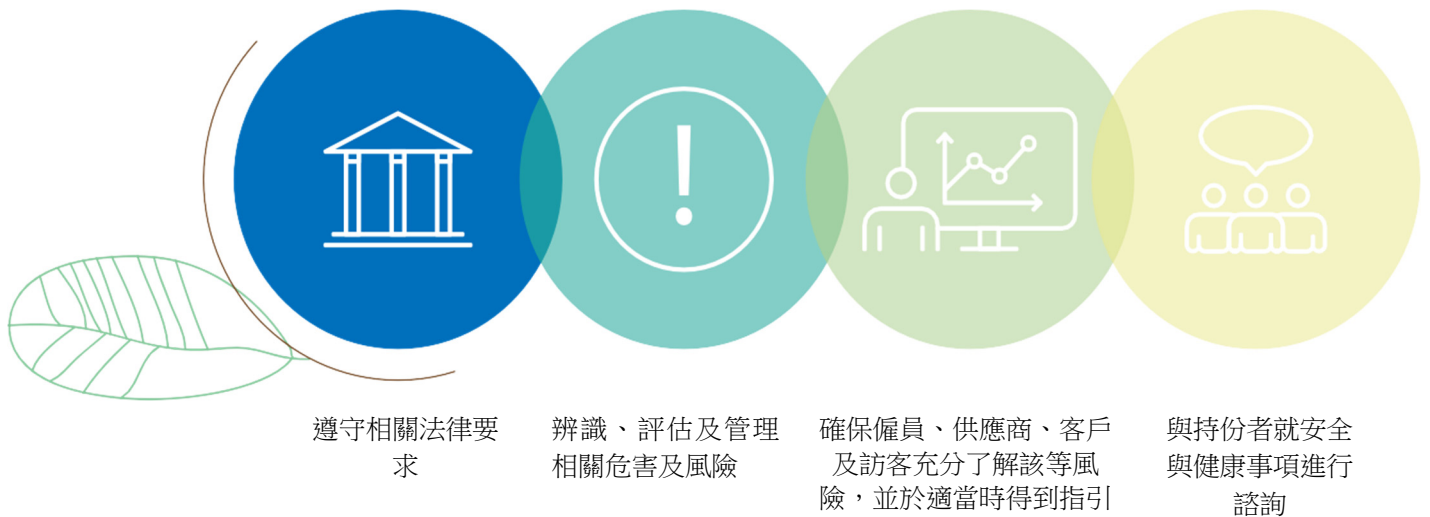 遵守相關法律要
求
辨識、評估及管理
相關危害及風險
確保僱員、供應商、客戶
及訪客充分了解該等風
險，並於適當時得到指引
與持份者就安全
與健康事項進行
諮詢